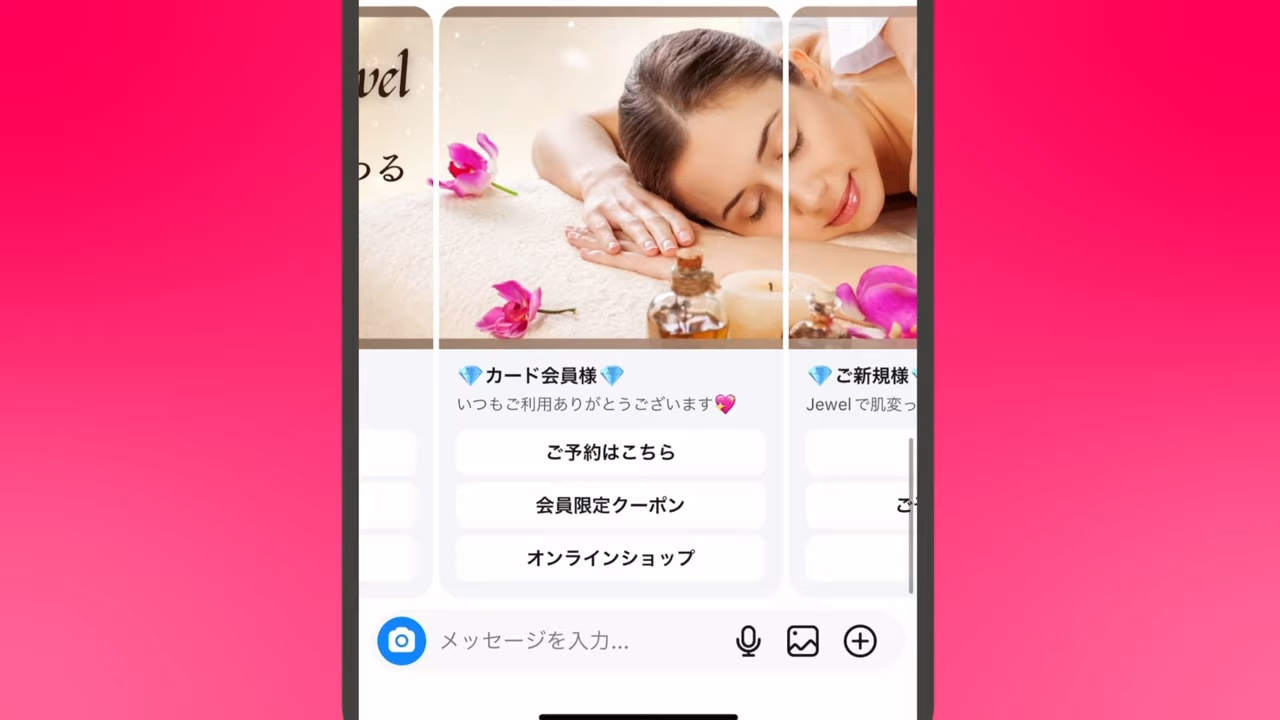 wel
わる
💎カード会員様💎
いつもご利用ありがとうございます💖
ご予約はこちら
会員限定クーポン
オンラインショップ
💎ご新規様
Jewelで肌変っ
ご
メッセージを入力...